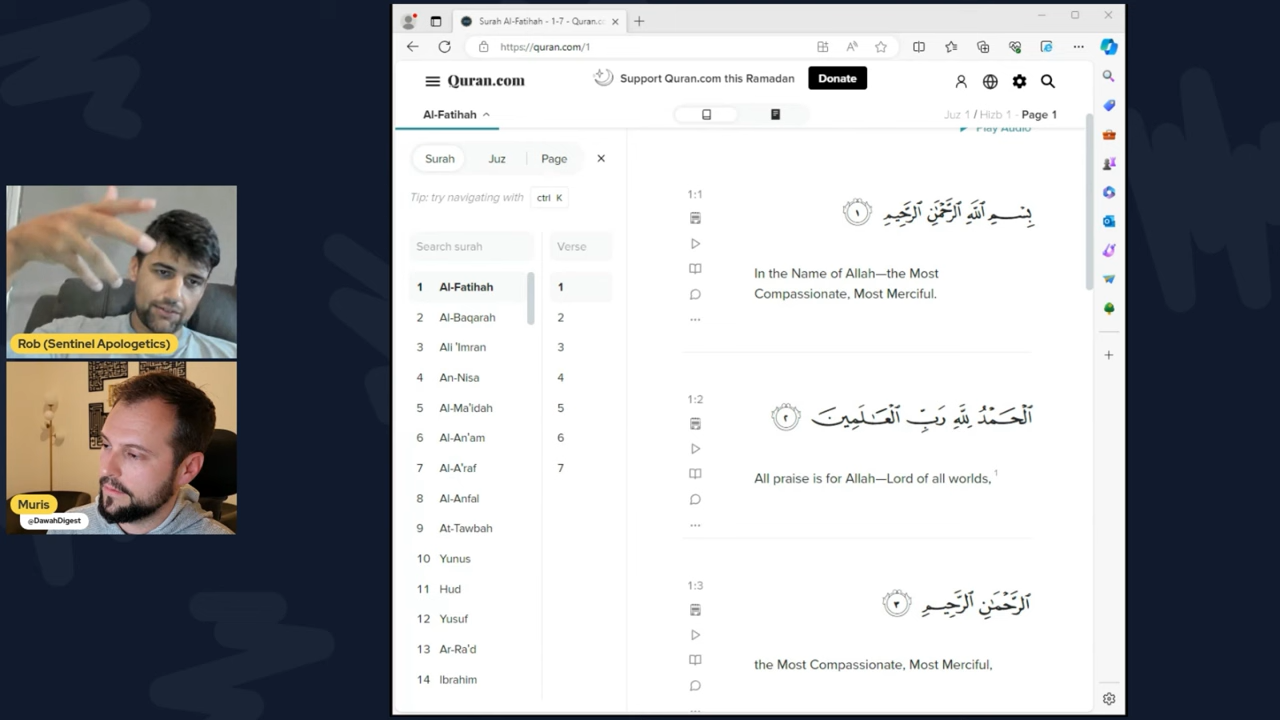 Surah Al-Fatihah - 1-7 - Quran.c
https://quran.com/1
Quran.com
Support Quran.com this Ramadan
Donate
Al-Fatihah
Juz 1 / Hizb 1 - Page 1
Play Audio
Surah
Juz
Page
Tip: try navigating with ctrl K
Search surah
Verse
1 Al-Fatihah
2 Al-Baqarah
3 Ali 'Imran
4 An-Nisa
5 Al-Ma'idah
6 Al-An'am
7 Al-A'raf
8 Al-Anfal
9 At-Tawbah
10 Yunus
11 Hud
12 Yusuf
13 Ar-Ra'd
14 Ibrahim
1
2
3
4
5
6
7
1:1
بِسْمِ ٱللَّهِ ٱلرَّحْمَـٰنِ ٱلرَّحِيمِ ١
In the Name of Allah—the Most
Compassionate, Most Merciful.
1:2
ٱلْحَمْدُ لِلَّهِ رَبِّ ٱلْعَـٰلَمِينَ ٢
All praise is for Allah—Lord of all worlds, 1
1:3
ٱلرَّحْمَـٰنِ ٱلرَّحِيمِ ٣
the Most Compassionate, Most Merciful,
Rob (Sentinel Apologetics)
Muris
@DawahDigest